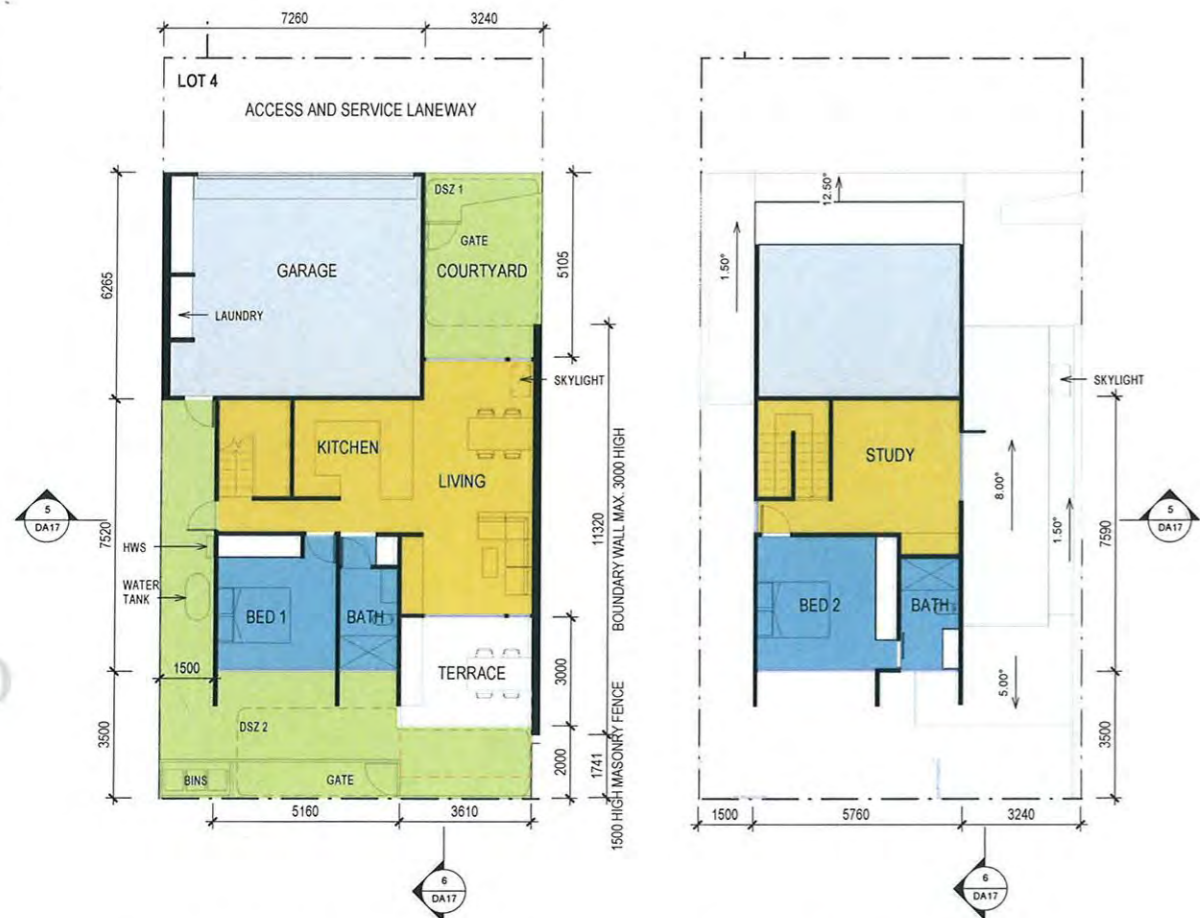 7260
3240
LOT 4
ACCESS AND SERVICE LANEWAY
DSZ 1
GATE
COURTYARD
GARAGE
LAUNDRY
6265
5105
SKYLIGHT
KITCHEN
LIVING
5
DA17
7520
HWS
WATER
TANK
BED 1
BATH
TERRACE
1500
3500
DSZ 2
BINS
GATE
5160
3610
3000
2000
11320
1741
BOUNDARY WALL MAX. 3000 HIGH
1500 HIGH MASONRY FENCE
6
DA17
12.50°
1.50°
SKYLIGHT
STUDY
8.00°
1.50°
7590
5
DA17
BED 2
BATH
5.00°
3500
1500
5760
3240
6
DA17